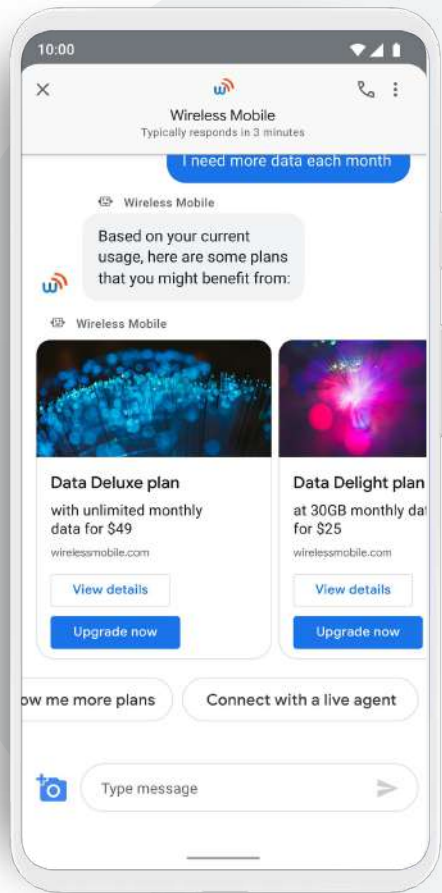 10:00
Wireless Mobile
Typically responds in 3 minutes
I need more data each month
Wireless Mobile
Based on your current
usage, here are some plans
that you might benefit from:
Wireless Mobile
Data Deluxe plan
with unlimited monthly
data for $49
wirelessmobile.com
View details
Upgrade now
Data Delight plan
at 30GB monthly dat
for $25
wirelessmobile.com
View details
Upgrade now
ow me more plans
Connect with a live agent
Type message